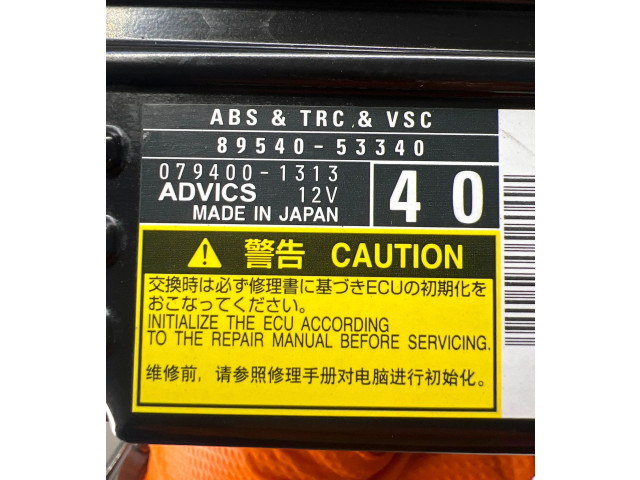 ABS & TRC & VSC
89540-53340
079400-1313
ADVICS 12V
MADE IN JAPAN
40
警告 CAUTION
交換時は必ず修理書に基づきECUの初期化を
おこなってください。
INITIALIZE THE ECU ACCORDING
TO THE REPAIR MANUAL BEFORE SERVICING.
维修前，请参照修理手册对电脑进行初始化。